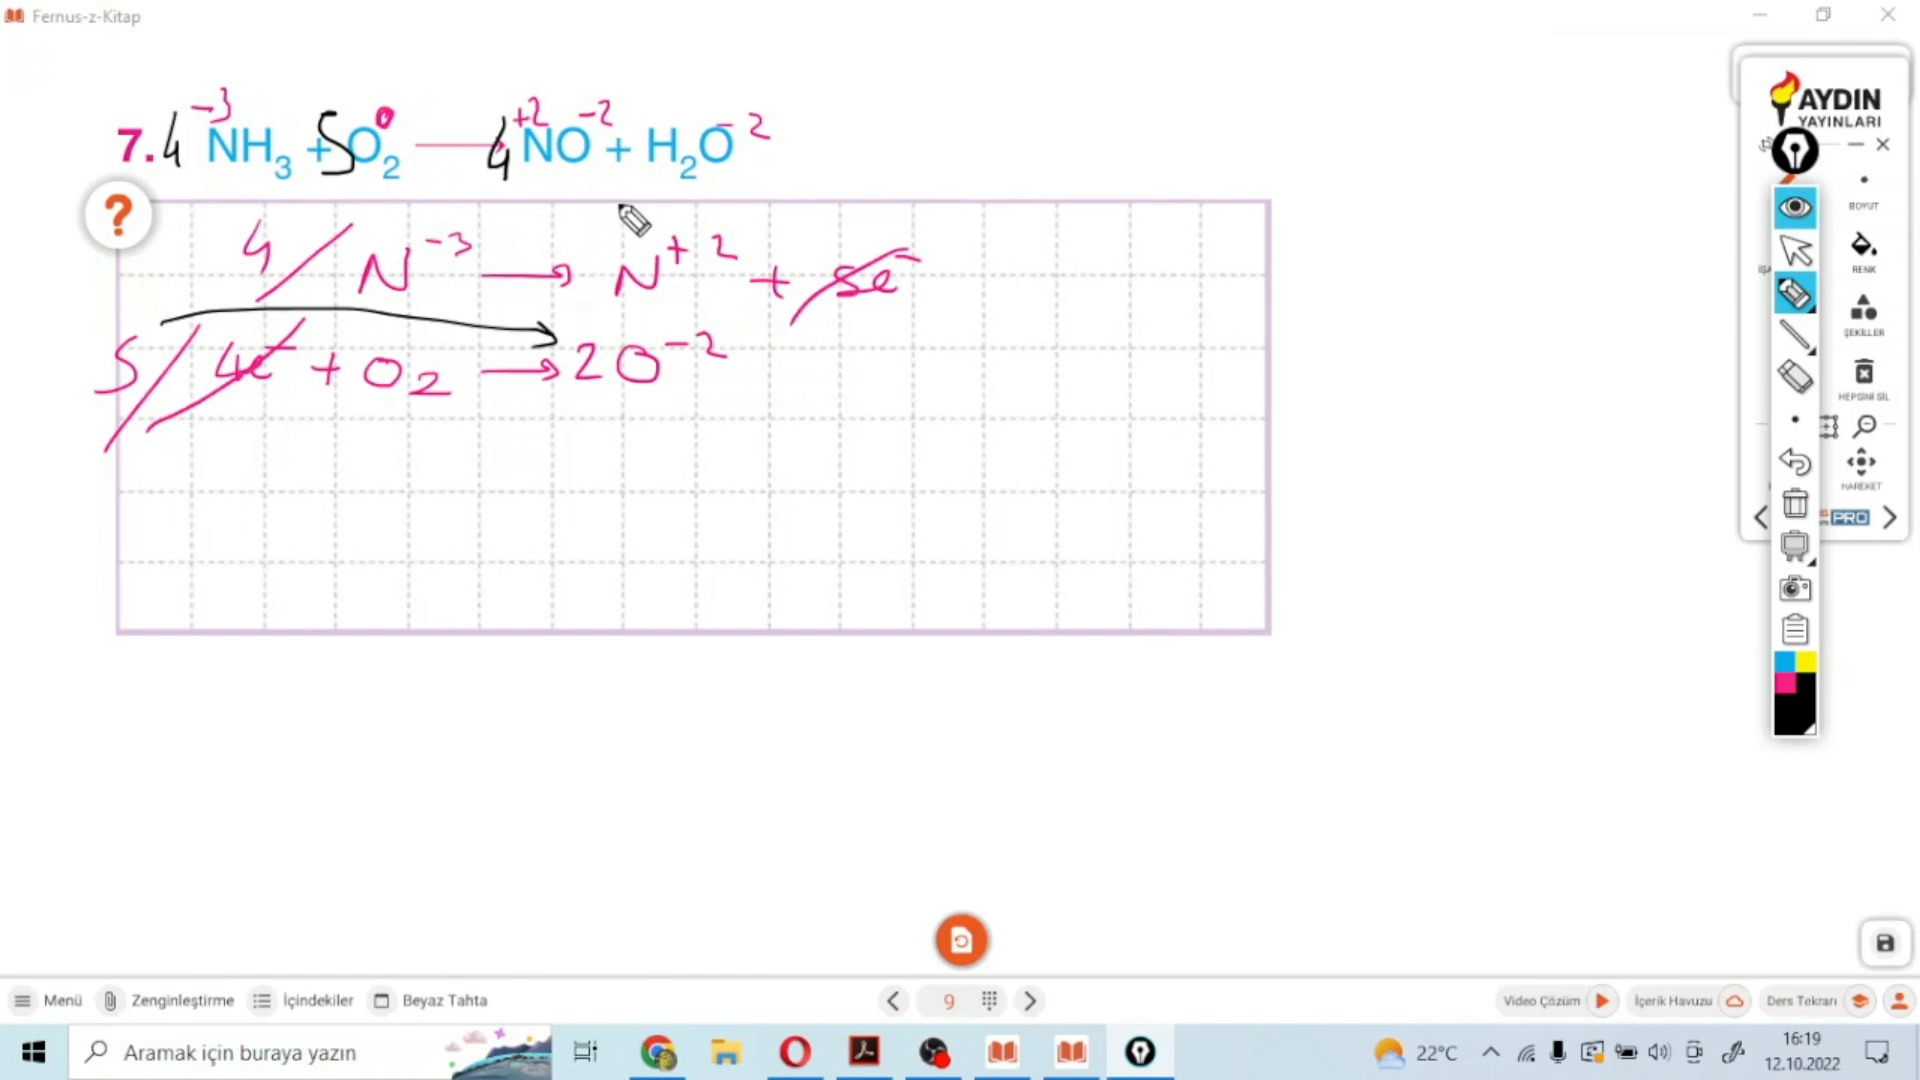 Fernus-z-Kitap
AYDIN
YAYINLARI
7. 4 NH₃ + 5O₂ → 4 NO + H₂O
-3 0 +2 -2 -2
4/ N⁻³ → N⁺² + 5e⁻
5/ 4e⁻ + O₂ → 2O⁻²
?
BOYUT
RENK
ŞEKİLLER
HEPSİNİ SİL
HAREKET
PRO
Menü
Zenginleştirme
İçindekiler
Beyaz Tahta
9
Video Çözüm
İçerik Havuzu
Ders Tekrarı
Aramak için buraya yazın
22°C
16:19
12.10.2022